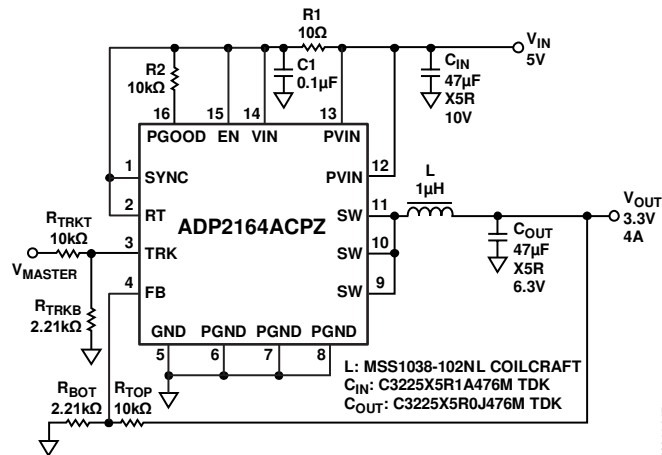 R1
10Ω
VIN
5V
R2
10kΩ
C1
0.1µF
CIN
47µF
X5R
10V
16
15
14
13
PGOOD
EN
VIN
PVIN
1
SYNC
PVIN
12
2
RT
ADP2164ACPZ
SW
11
L
1µH
VOUT
3.3V
4A
COUT
47µF
X5R
6.3V
RTRKT
10kΩ
3
TRK
SW
10
VMASTER
4
FB
SW
9
RTRKB
2.21kΩ
GND
PGND
PGND
PGND
5
6
7
8
L: MSS1038-102NL COILCRAFT
CIN: C3225X5R1A476M TDK
COUT: C3225X5R0J476M TDK
RBOT
2.21kΩ
RTOP
10kΩ